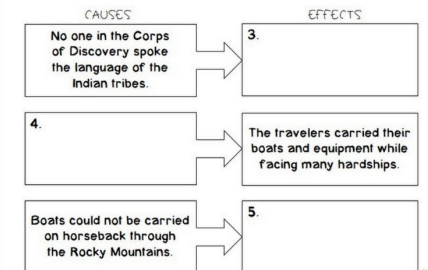 CAUSES
EFFECTS
No one in the Corps
of Discovery spoke
the language of the
Indian tribes.
3.
4.
The travelers carried their
boats and equipment while
facing many hardships.
Boats could not be carried
on horseback through
the Rocky Mountains.
5.